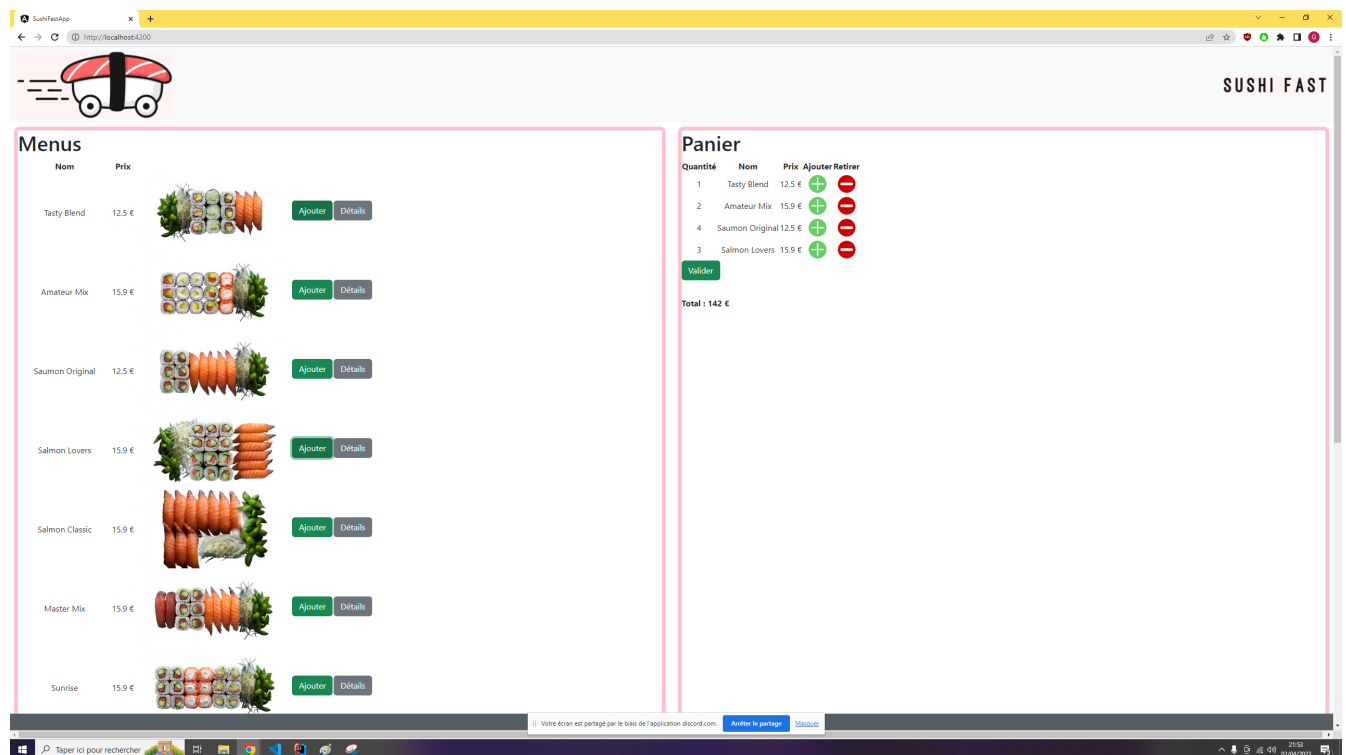 SushiFastApp
http://localhost:4200
SUSHI FAST
Menus
Nom Prix
Tasty Blend 12.5 € Ajouter Détails
Amateur Mix 15.9 € Ajouter Détails
Saumon Original 12.5 € Ajouter Détails
Salmon Lovers 15.9 € Ajouter Détails
Salmon Classic 15.9 € Ajouter Détails
Master Mix 15.9 € Ajouter Détails
Sunrise 15.9 € Ajouter Détails
Panier
Quantité Nom Prix Ajouter Retirer
1 Tasty Blend 12.5 €
2 Amateur Mix 15.9 €
4 Saumon Original 12.5 €
3 Salmon Lovers 15.9 €
Valider
Total : 142 €
Votre écran est partagé par le biais de l'application discord.com. Arrêter le partage Masquer
Taper ici pour rechercher
21:53
02/04/2023